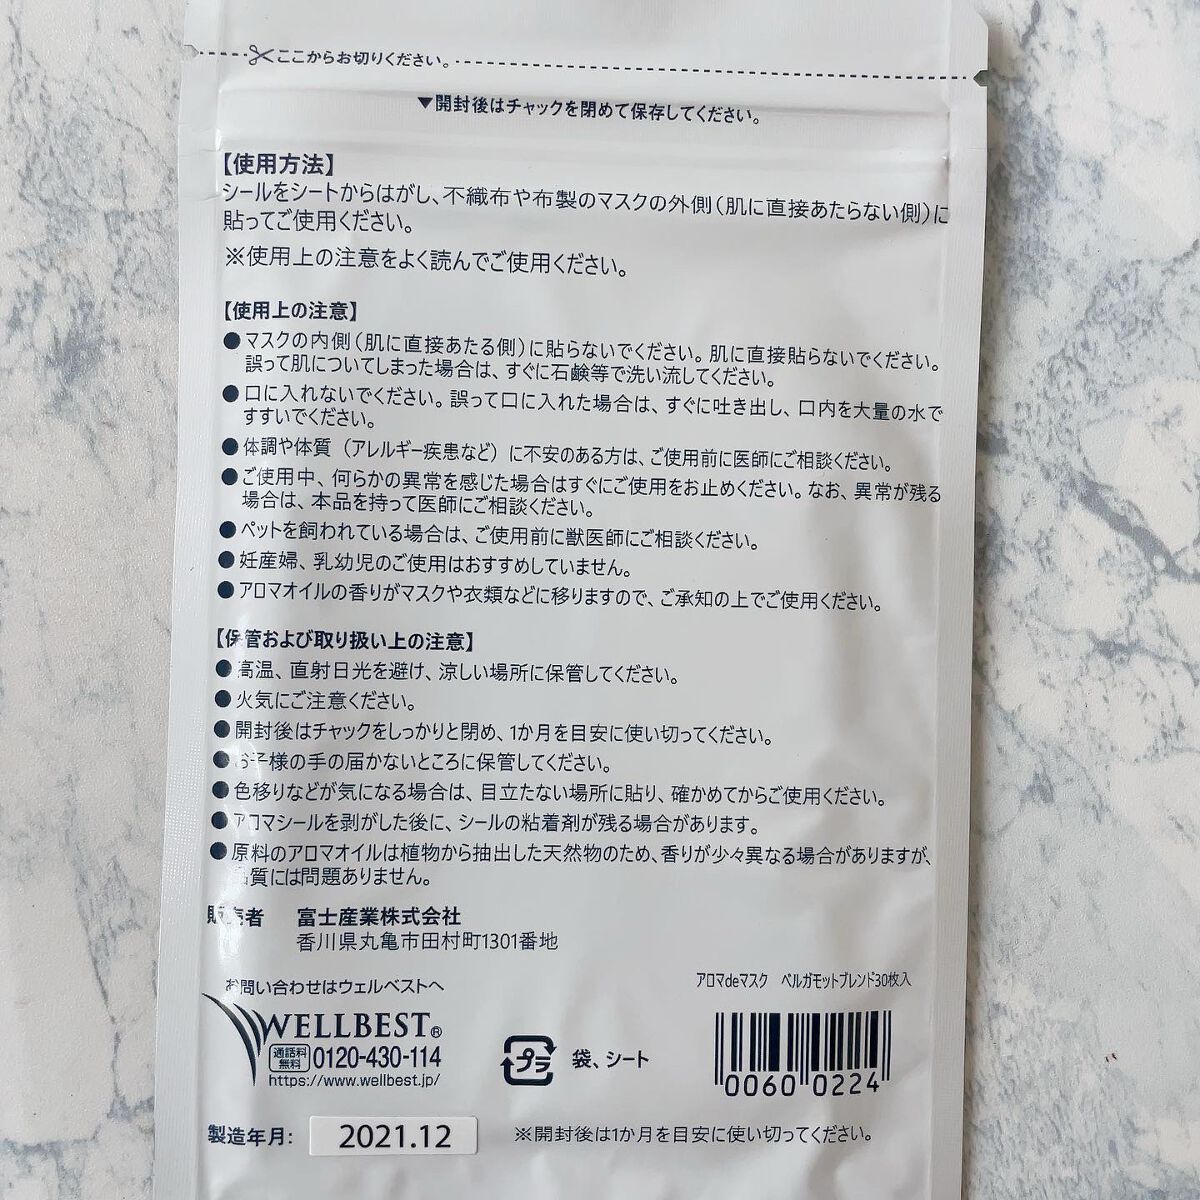 ここからお切りください。
▼開封後はチャックを閉めて保存してください。
【使用方法】
シールをシートからはがし、不織布や布製のマスクの外側(肌に直接あたらない側)に
貼ってご使用ください。
※使用上の注意をよく読んでご使用ください。
【使用上の注意】
●マスクの内側(肌に直接あたる側)に貼らないでください。肌に直接貼らないでください。
誤って肌についてしまった場合は、すぐに石鹸等で洗い流してください。
●口に入れないでください。誤って口に入れた場合は、すぐに吐き出し、口内を大量の水で
すすいでください。
●体調や体質（アレルギー疾患など）に不安のある方は、ご使用前に医師にご相談ください。
●ご使用中、何らかの異常を感じた場合はすぐにご使用をお止めください。なお、異常が残る
場合は、本品を持って医師にご相談ください。
●ペットを飼われている場合は、ご使用前に獣医師にご相談ください。
●妊産婦、乳幼児のご使用はおすすめしていません。
●アロマオイルの香りがマスクや衣類などに移りますので、ご承知の上でご使用ください。
【保管および取り扱い上の注意】
●高温、直射日光を避け、涼しい場所に保管してください。
●火気にご注意ください。
●開封後はチャックをしっかりと閉め、1か月を目安に使い切ってください。
●お子様の手の届かないところに保管してください。
●色移りなどが気になる場合は、目立たない場所に貼り、確かめてからご使用ください。
●アロマシールを剥がした後に、シールの粘着剤が残る場合があります。
●原料のアロマオイルは植物から抽出した天然物のため、香りが少々異なる場合がありますが、
品質には問題ありません。
販売者 富士産業株式会社
香川県丸亀市田村町1301番地
お問い合わせはウェルベストへ
アロマdeマスク ベルガモットブレンド30枚入
WELLBEST®
通話料無料 0120-430-114
https://www.wellbest.jp/
プラ 袋、シート
0060 0224
製造年月: 2021.12 ※開封後は1か月を目安に使い切ってください。